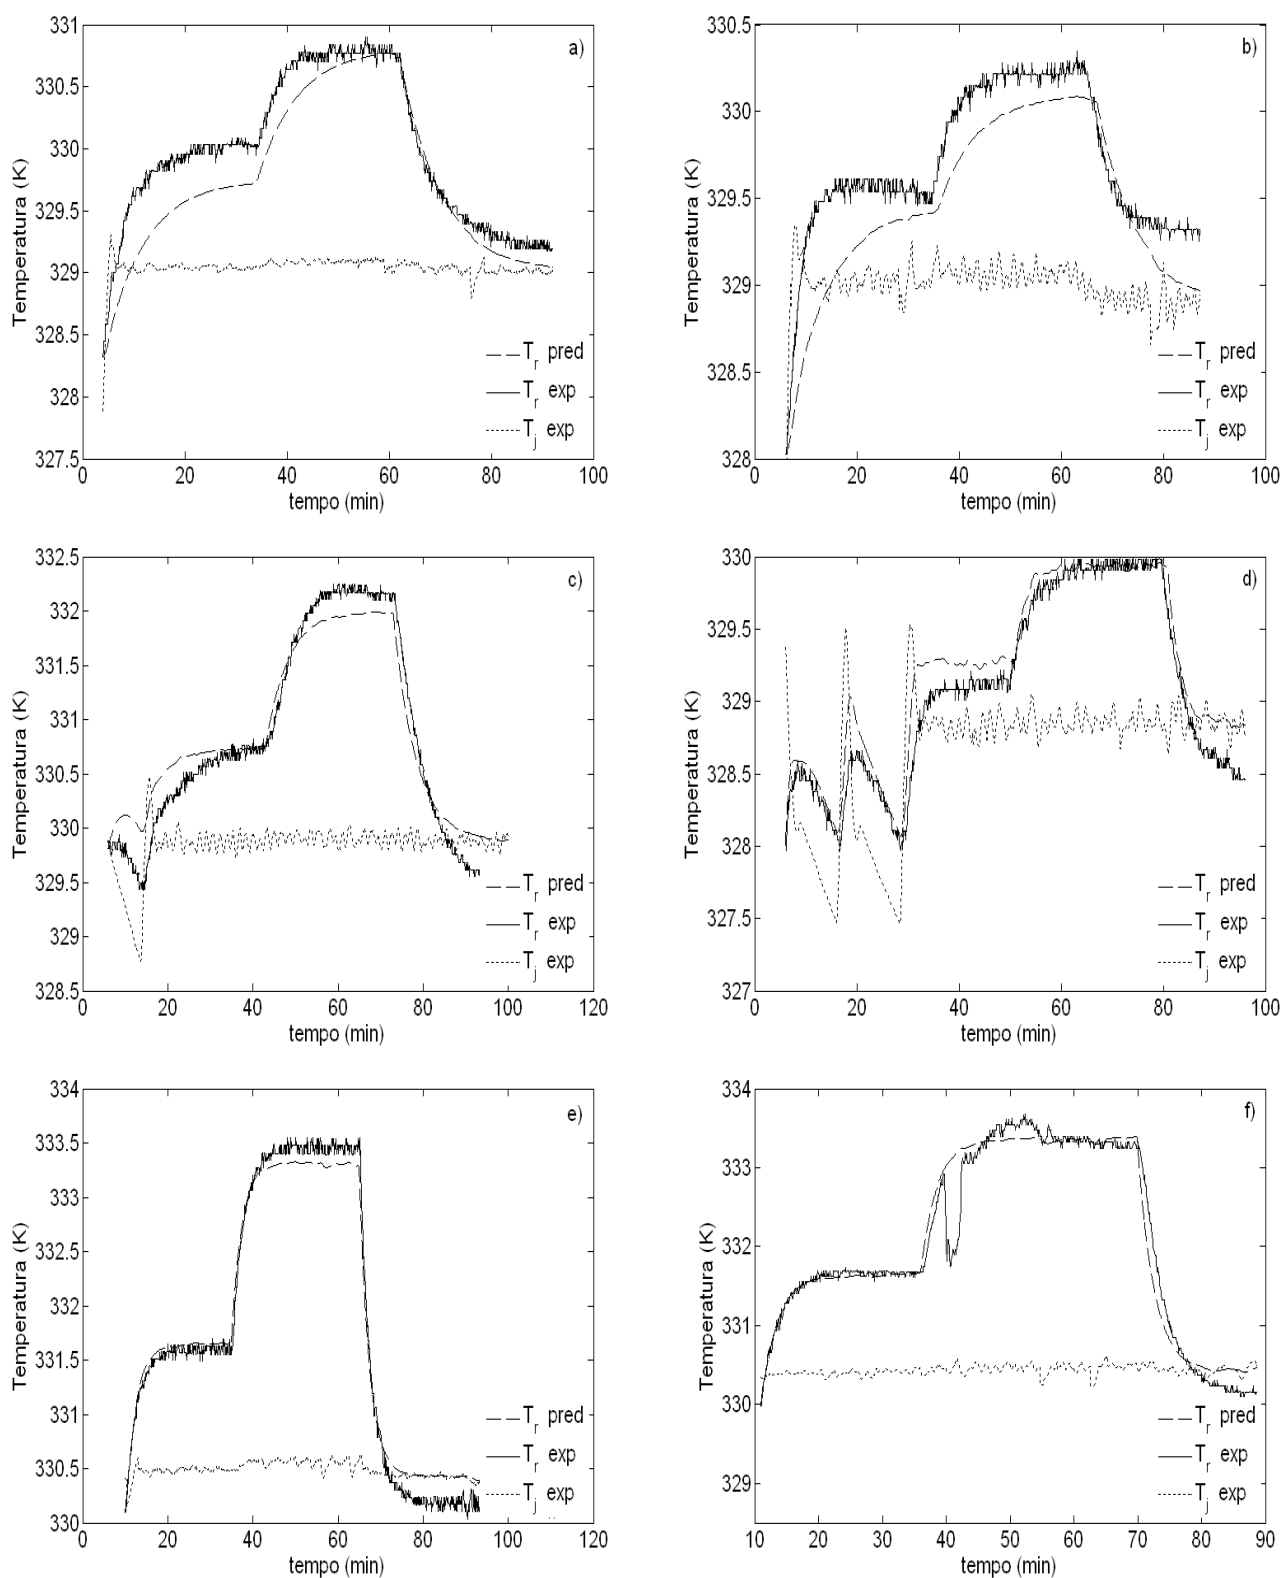 331
330.5
330
329.5
329
328.5
328
327.5
0 20 40 60 80 100
Temperatura (K)
tempo (min)
a)
T_r pred
T_r exp
T_j exp
330.5
330
329.5
329
328.5
328
0 20 40 60 80 100
Temperatura (K)
tempo (min)
b)
T_r pred
T_r exp
T_j exp
332.5
332
331.5
331
330.5
330
329.5
329
328.5
0 20 40 60 80 100 120
Temperatura (K)
tempo (min)
c)
T_r pred
T_r exp
T_j exp
330
329.5
329
328.5
328
327.5
327
0 20 40 60 80 100
Temperatura (K)
tempo (min)
d)
T_r pred
T_r exp
T_j exp
334
333.5
333
332.5
332
331.5
331
330.5
330
0 20 40 60 80 100 120
Temperatura (K)
tempo (min)
e)
T_r pred
T_r exp
T_j exp
334
333
332
331
330
329
10 20 30 40 50 60 70 80 90
Temperatura (K)
tempo (min)
f)
T_r pred
T_r exp
T_j exp